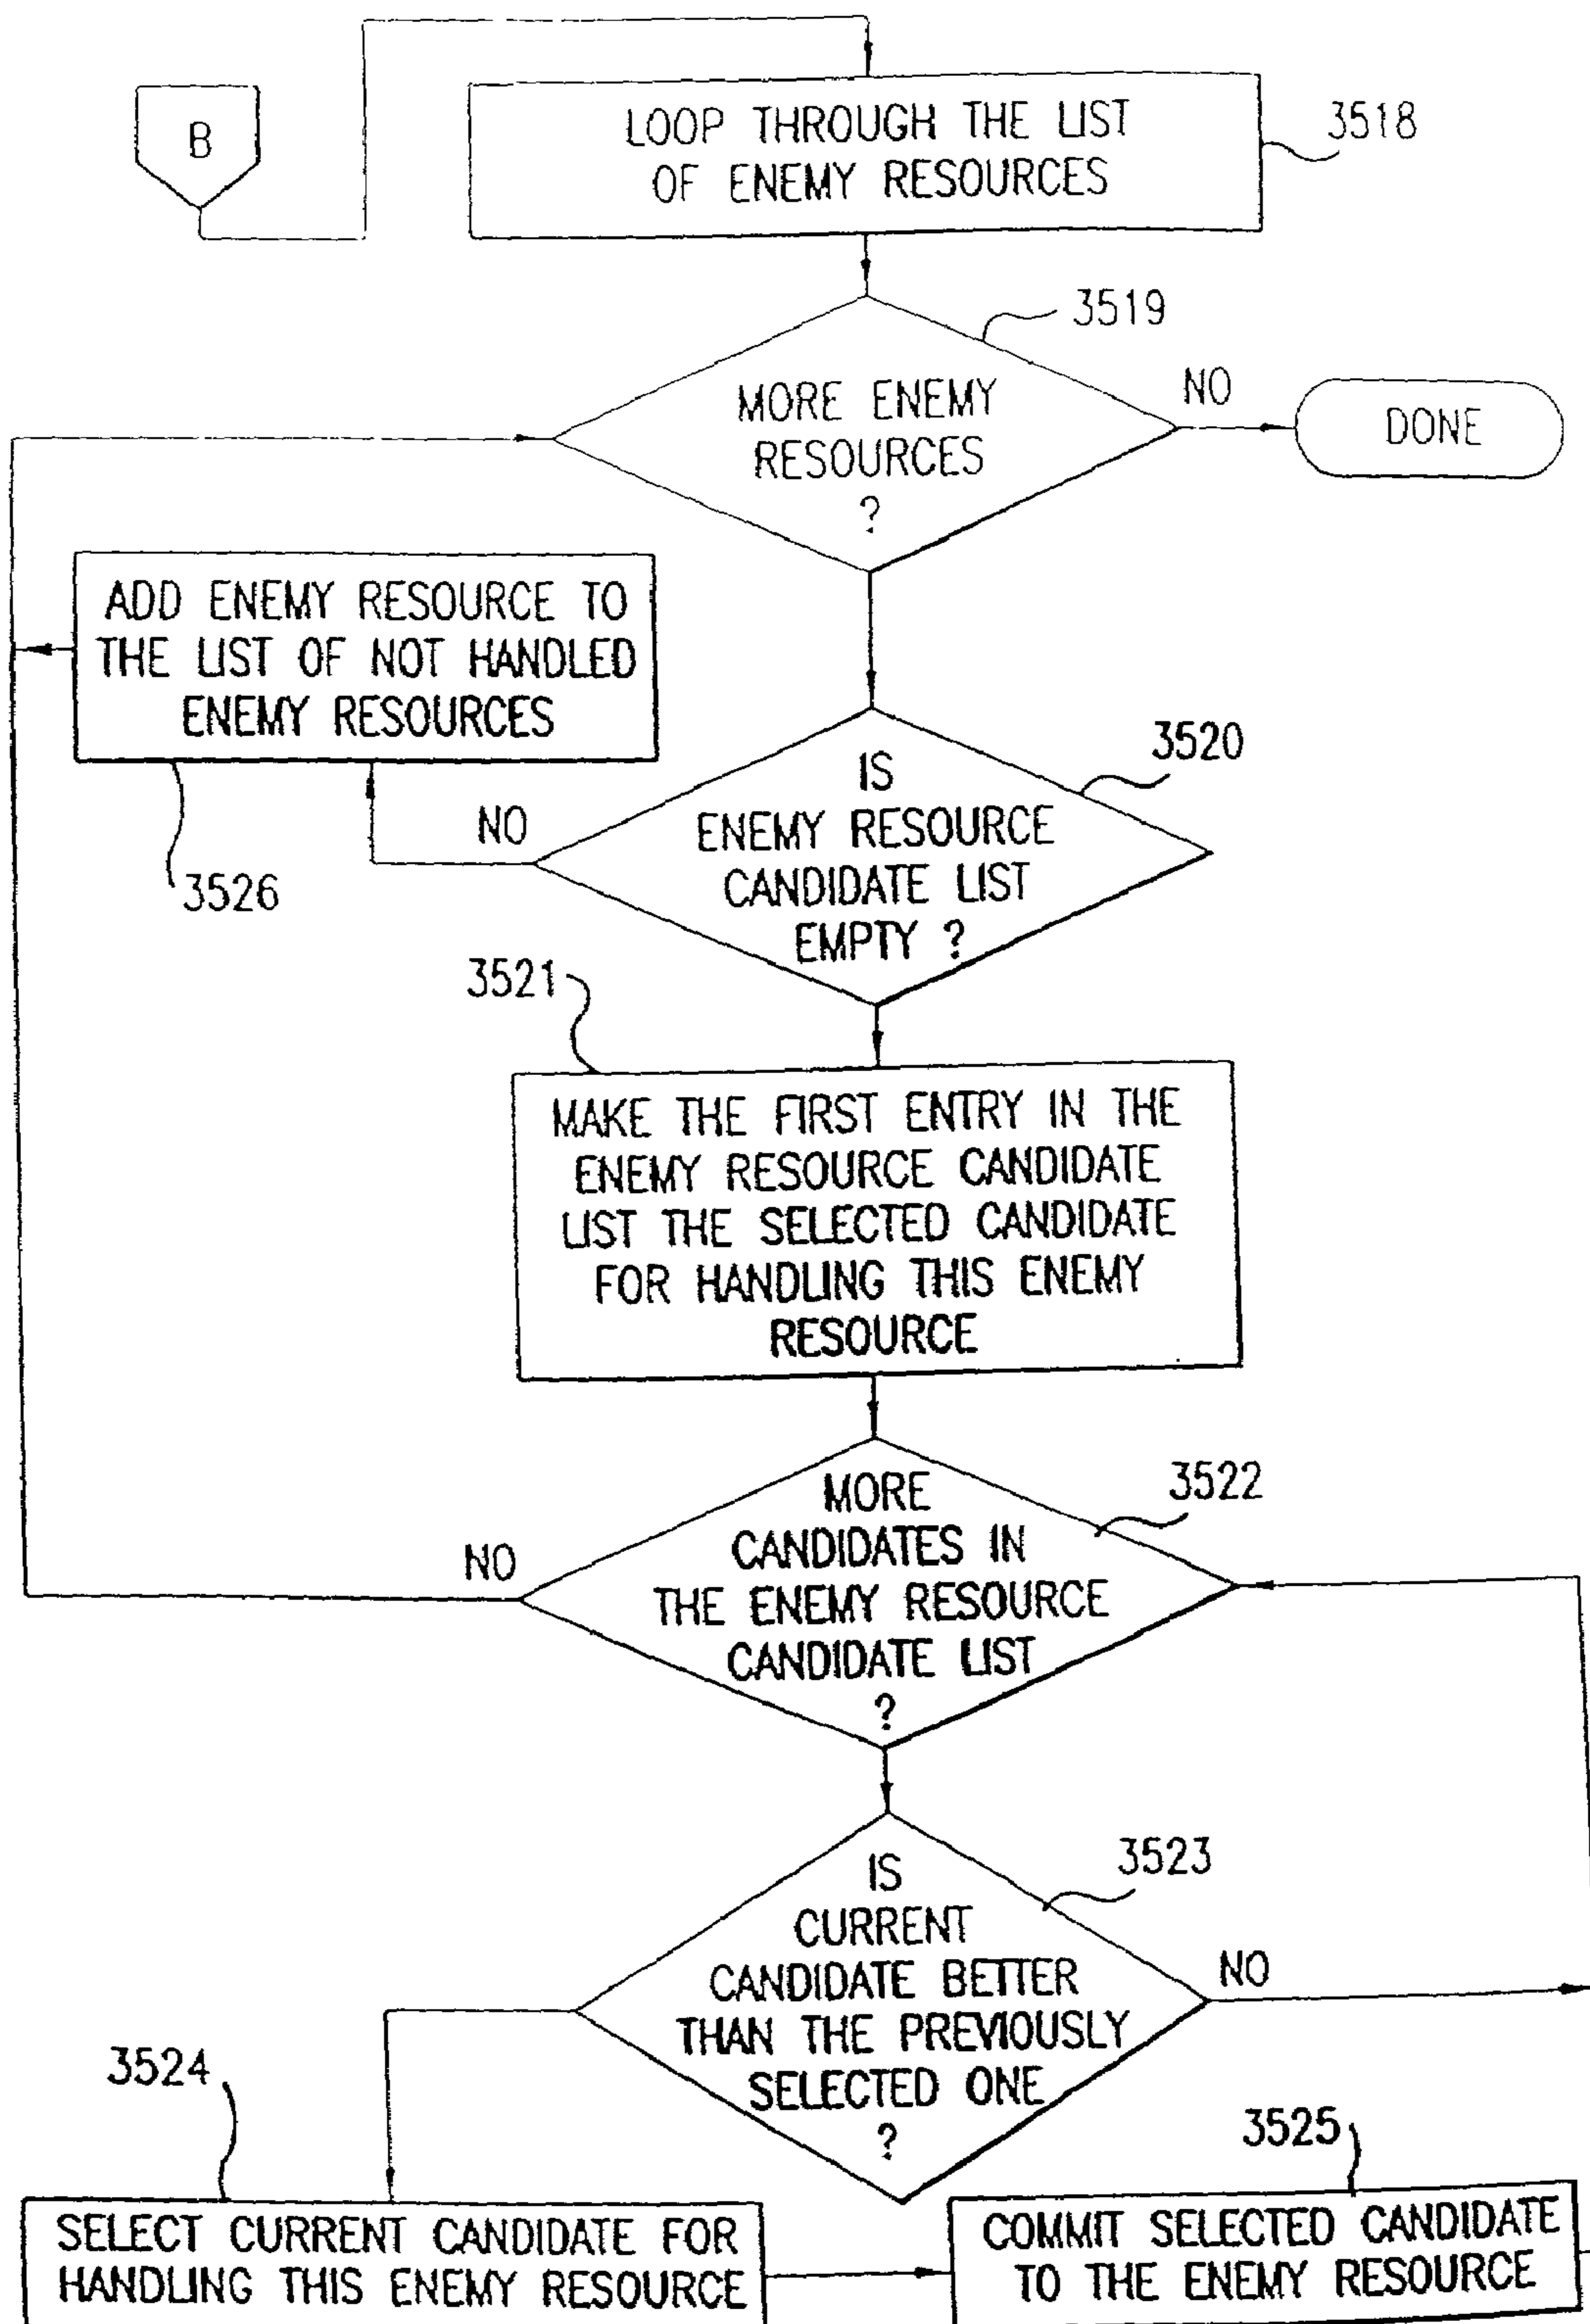 B
LOOP THROUGH THE LIST
OF ENEMY RESOURCES
3518
3519
MORE ENEMY
RESOURCES
?
NO
DONE
ADD ENEMY RESOURCE TO
THE LIST OF NOT HANDLED
ENEMY RESOURCES
3526
NO
IS
ENEMY RESOURCE
CANDIDATE LIST
EMPTY ?
3520
3521
MAKE THE FIRST ENTRY IN THE
ENEMY RESOURCE CANDIDATE
LIST THE SELECTED CANDIDATE
FOR HANDLING THIS ENEMY
RESOURCE
MORE
CANDIDATES IN
THE ENEMY RESOURCE
CANDIDATE LIST
?
3522
NO
IS
CURRENT
CANDIDATE BETTER
THAN THE PREVIOUSLY
SELECTED ONE
?
3523
NO
3524
SELECT CURRENT CANDIDATE FOR
HANDLING THIS ENEMY RESOURCE
3525
COMMIT SELECTED CANDIDATE
TO THE ENEMY RESOURCE